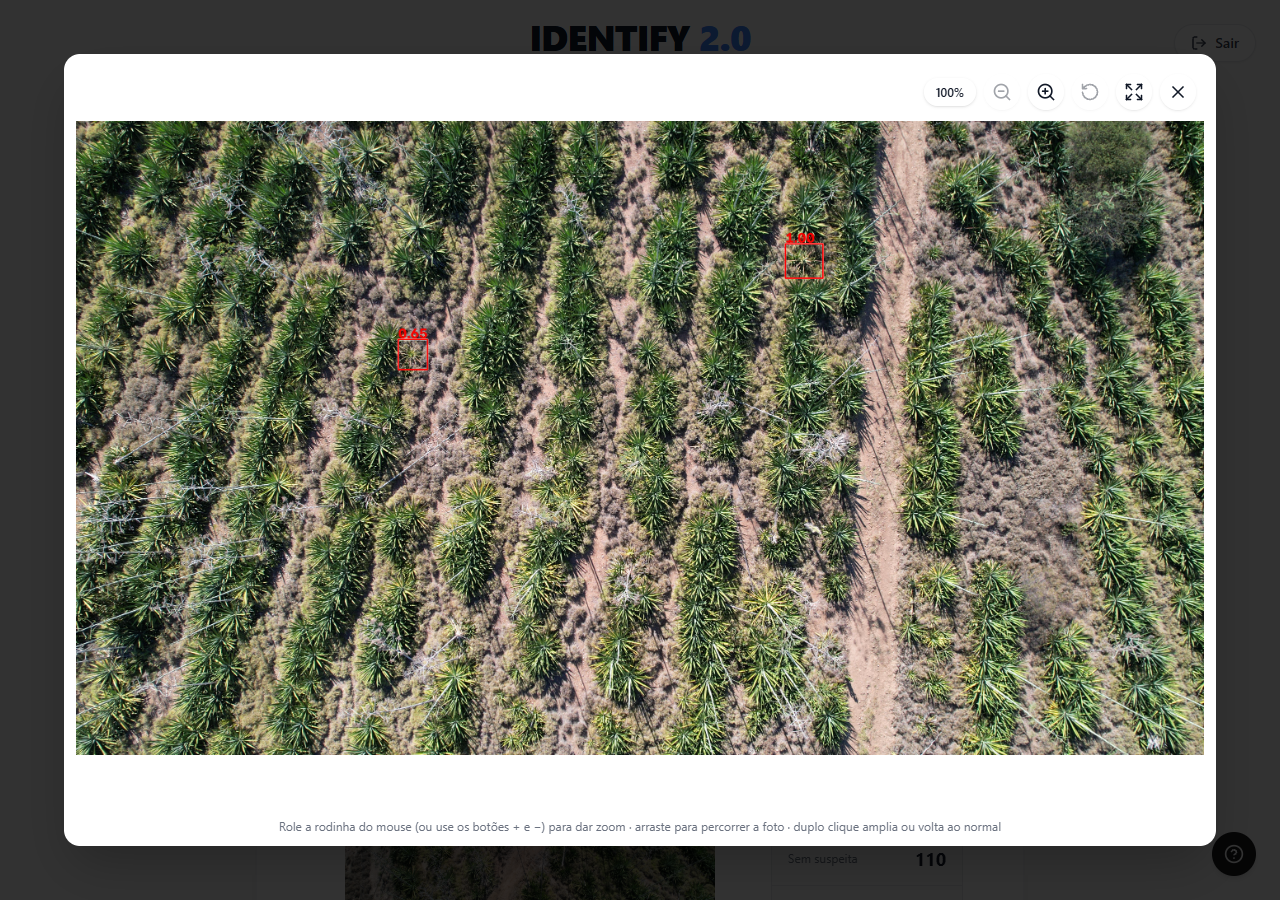 IDENTIFY 2.0
Sair
100%
1.00
0.65
Role a rodinha do mouse (ou use os botões + e −) para dar zoom · arraste para percorrer a foto · duplo clique amplia ou volta ao normal
Sem suspeita
110